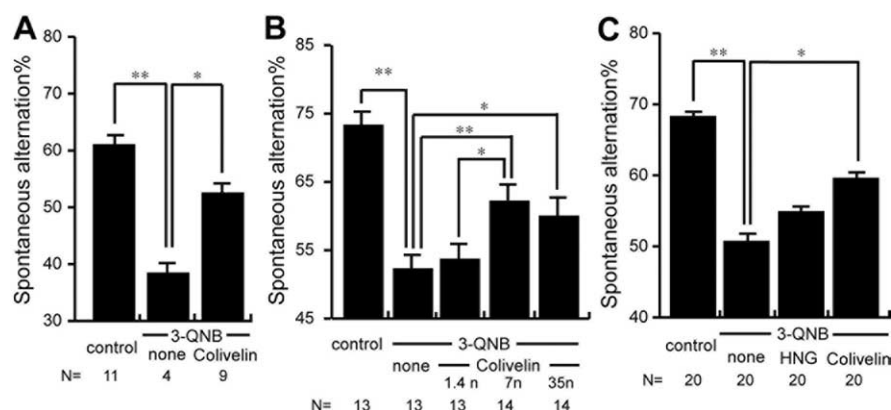 A
Spontaneous alternation%
70
60
50
40
30
**
*
control
3-QNB
none Colivelin
N= 11 4 9
B
Spontaneous alternation%
85
75
65
55
45
**
*
**
*
control
3-QNB
none Colivelin
1.4 n 7n 35n
N= 13 13 13 14 14
C
Spontaneous alternation%
80
70
60
50
40
**
*
control
3-QNB
none HNG Colivelin
N= 20 20 20 20